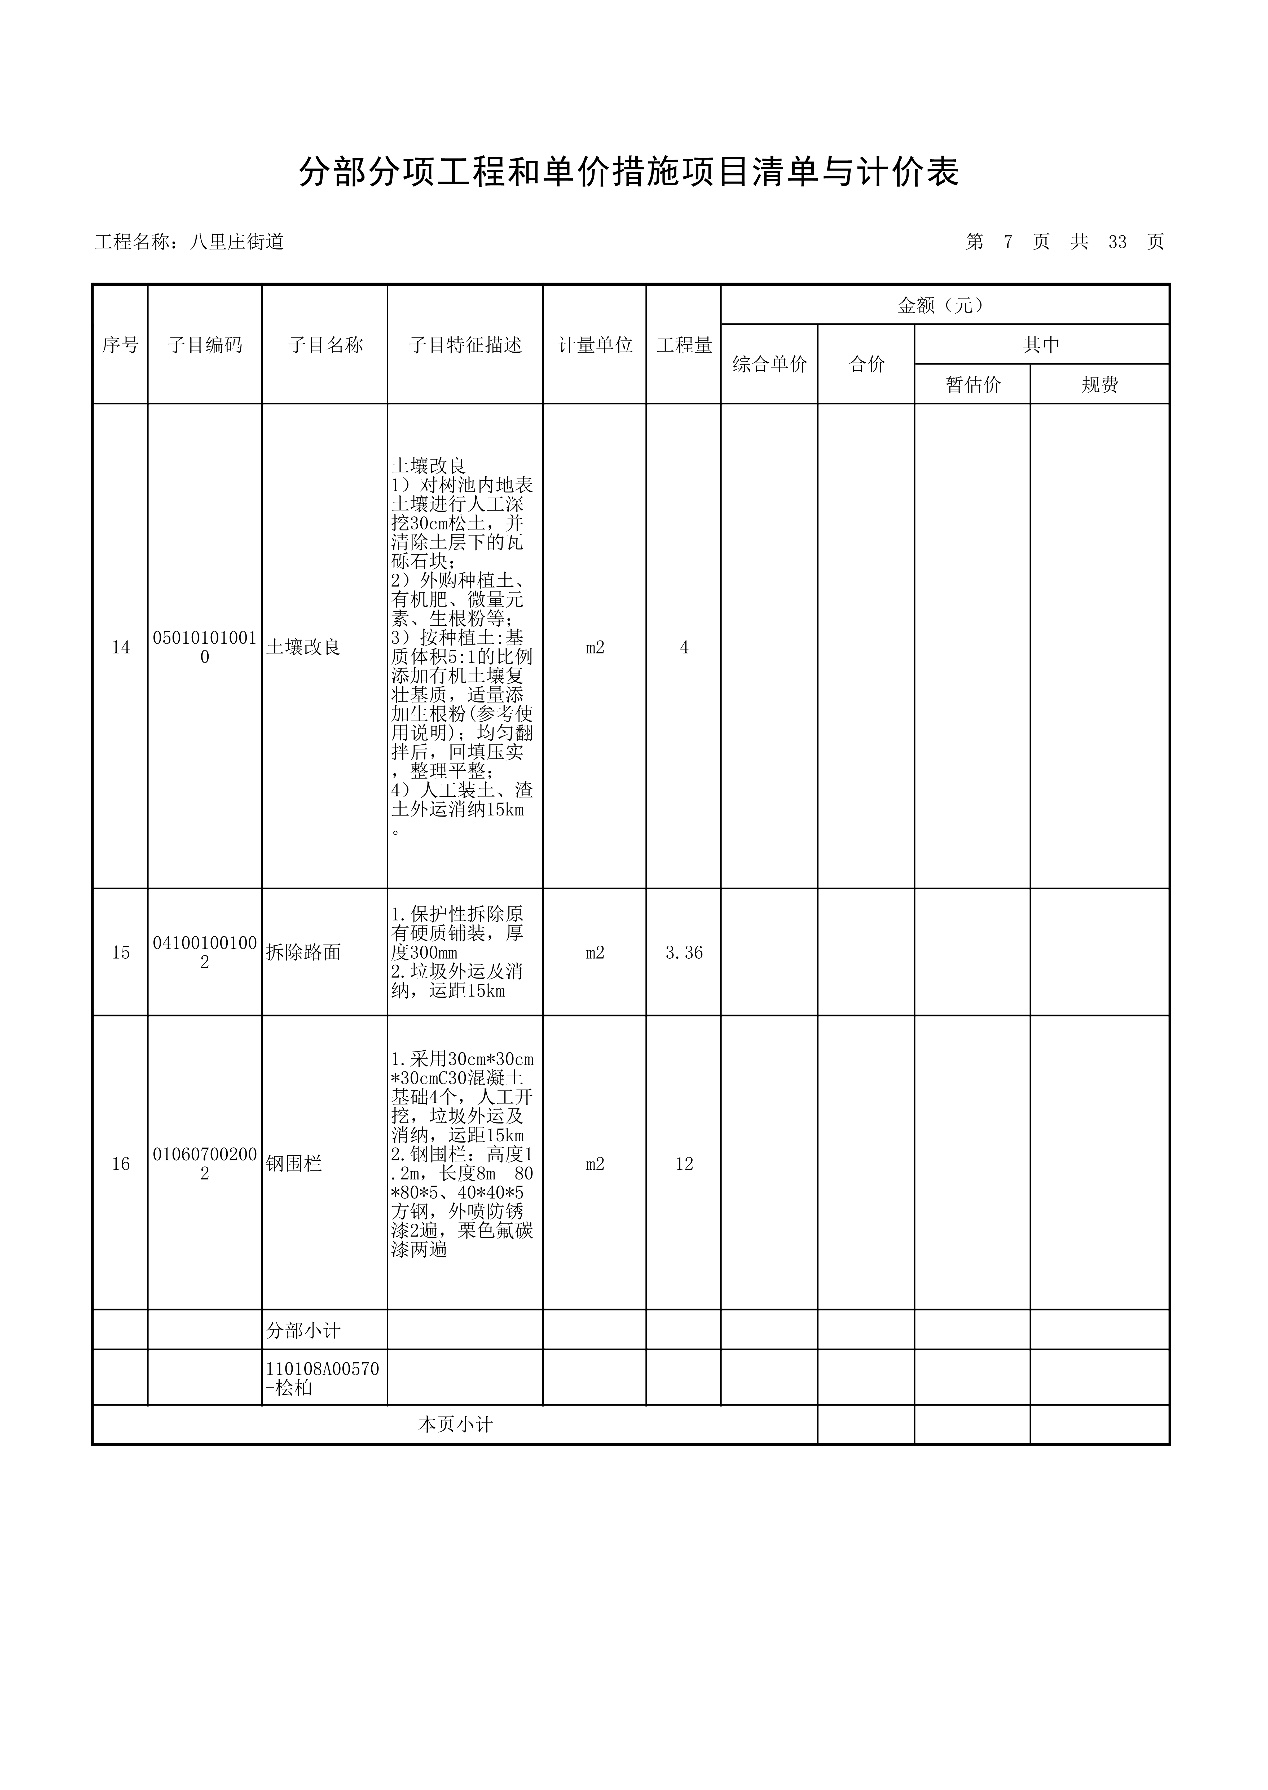 分部分项工程和单价措施项目清单与计价表
工程名称：八里庄街道
第 7 页 共 33 页
序号 子目编码 子目名称 子目特征描述 计量单位 工程量 金额（元）
综合单价 合价 其中
暂估价 规费
14
05010101001
0
土壤改良
土壤改良
1）对树池内地表
土壤进行人工深
挖30cm松土，并
清除土层下的瓦
砾石块；
2）外购种植土、
有机肥、微量元
素、生根粉等；
3）按种植土:基
质体积5:1的比例
添加有机土壤复
壮基质，适量添
加生根粉(参考使
用说明)；均匀翻
拌后，回填压实
，整理平整；
4）人工装土、渣
土外运消纳15km
。
m2
4
15
04100100100
2
拆除路面
1.保护性拆除原
有硬质铺装，厚
度300mm
2.垃圾外运及消
纳，运距15km
m2
3.36
16
01060700200
2
钢围栏
1.采用30cm*30cm
*30cmC30混凝土
基础4个，人工开
挖，垃圾外运及
消纳，运距15km
2.钢围栏：高度1
.2m，长度8m 80
*80*5、40*40*5
方钢，外喷防锈
漆2遍，栗色氟碳
漆两遍
m2
12
分部小计
110108A00570
-桧柏
本页小计